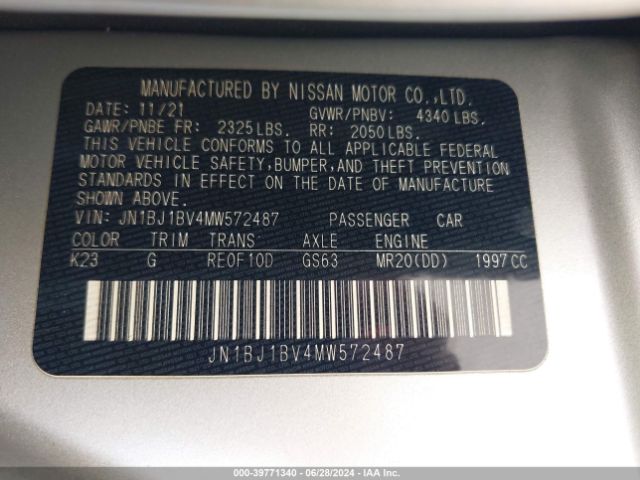 MANUFACTURED BY NISSAN MOTOR CO.,LTD.
DATE: 11/21 GVWR/PNBV: 4340 LBS.
GAWR/PNBE FR: 2325 LBS. RR: 2050 LBS.
THIS VEHICLE CONFORMS TO ALL APPLICABLE FEDERAL
MOTOR VEHICLE SAFETY, BUMPER, AND THEFT PREVENTION
STANDARDS IN EFFECT ON THE DATE OF MANUFACTURE
SHOWN ABOVE.
VIN: JN1BJ1BV4MW572487 PASSENGER CAR
COLOR TRIM TRANS AXLE ENGINE
K23 G RE0F10D GS63 MR20(DD) 1997CC
JN1BJ1BV4MW572487
000-39771340 - 06/28/2024 - IAA Inc.